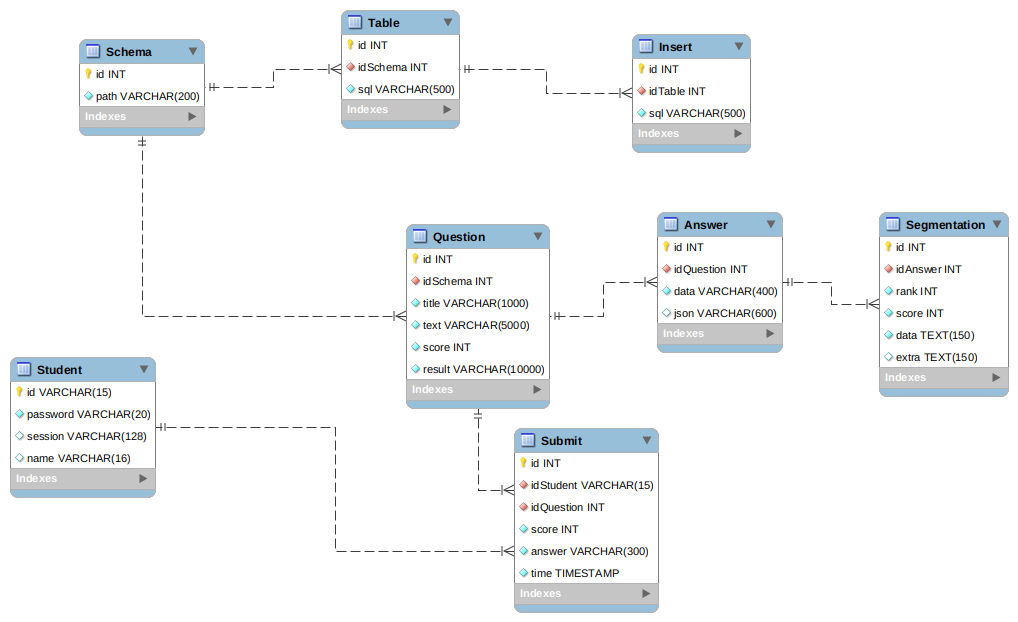 Schema
id INT
path VARCHAR(200)
Indexes
Table
id INT
idSchema INT
sql VARCHAR(500)
Indexes
Insert
id INT
idTable INT
sql VARCHAR(500)
Indexes
Question
id INT
idSchema INT
title VARCHAR(1000)
text VARCHAR(5000)
score INT
result VARCHAR(10000)
Indexes
Answer
id INT
idQuestion INT
data VARCHAR(400)
json VARCHAR(600)
Indexes
Segmentation
id INT
idAnswer INT
rank INT
score INT
data TEXT(150)
extra TEXT(150)
Indexes
Student
id VARCHAR(15)
password VARCHAR(20)
session VARCHAR(128)
name VARCHAR(16)
Indexes
Submit
id INT
idStudent VARCHAR(15)
idQuestion INT
score INT
answer VARCHAR(300)
time TIMESTAMP
Indexes